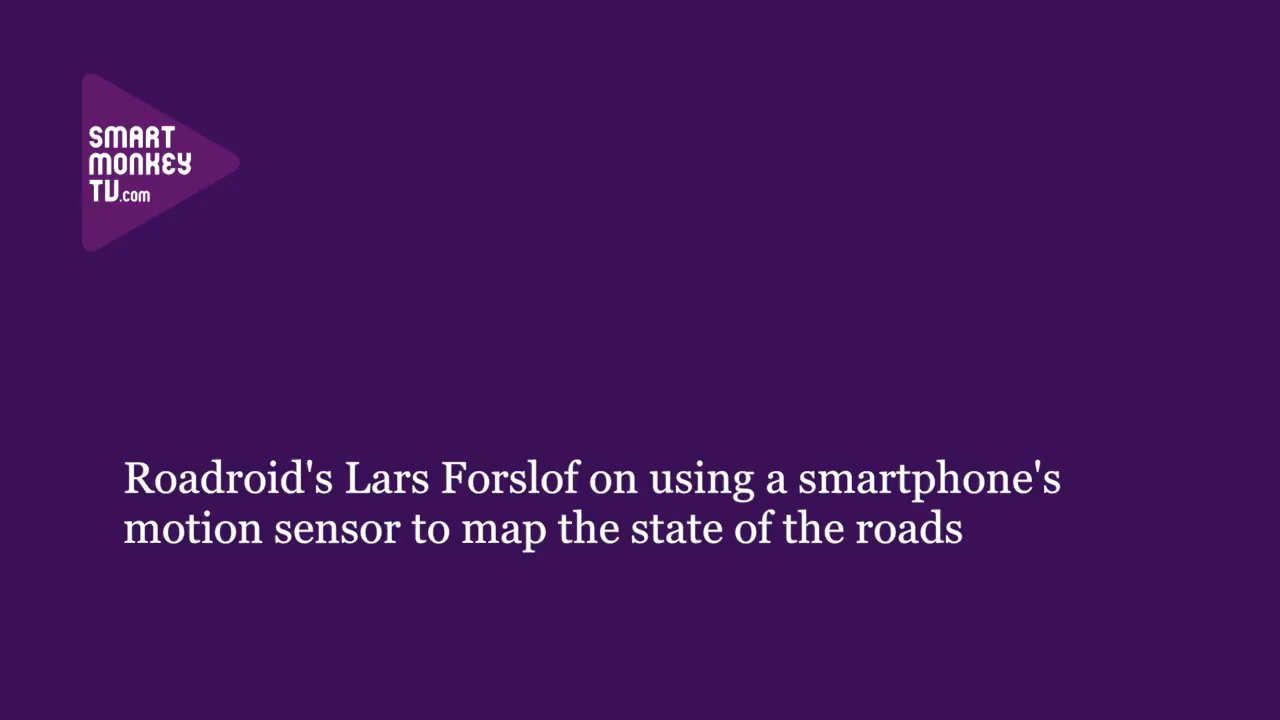 SMART
MONKEY
TV.com
Roadroid's Lars Forslof on using a smartphone's
motion sensor to map the state of the roads